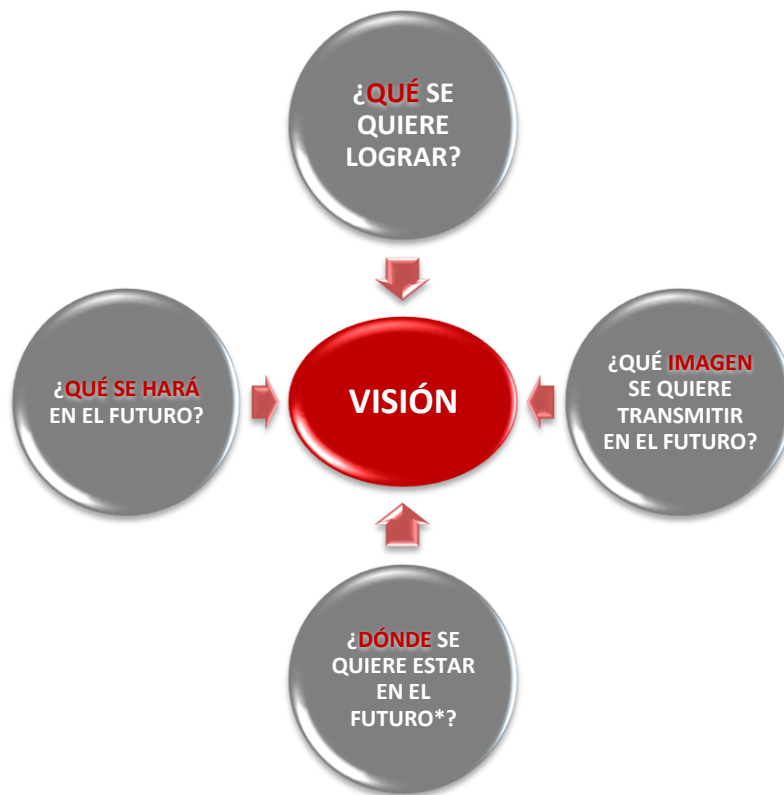 ¿QUÉ SE
QUIERE
LOGRAR?
¿QUÉ SE HARÁ
EN EL FUTURO?
VISIÓN
¿QUÉ IMAGEN
SE QUIERE
TRANSMITIR
EN EL FUTURO?
¿DÓNDE SE
QUIERE ESTAR
EN EL
FUTURO*?